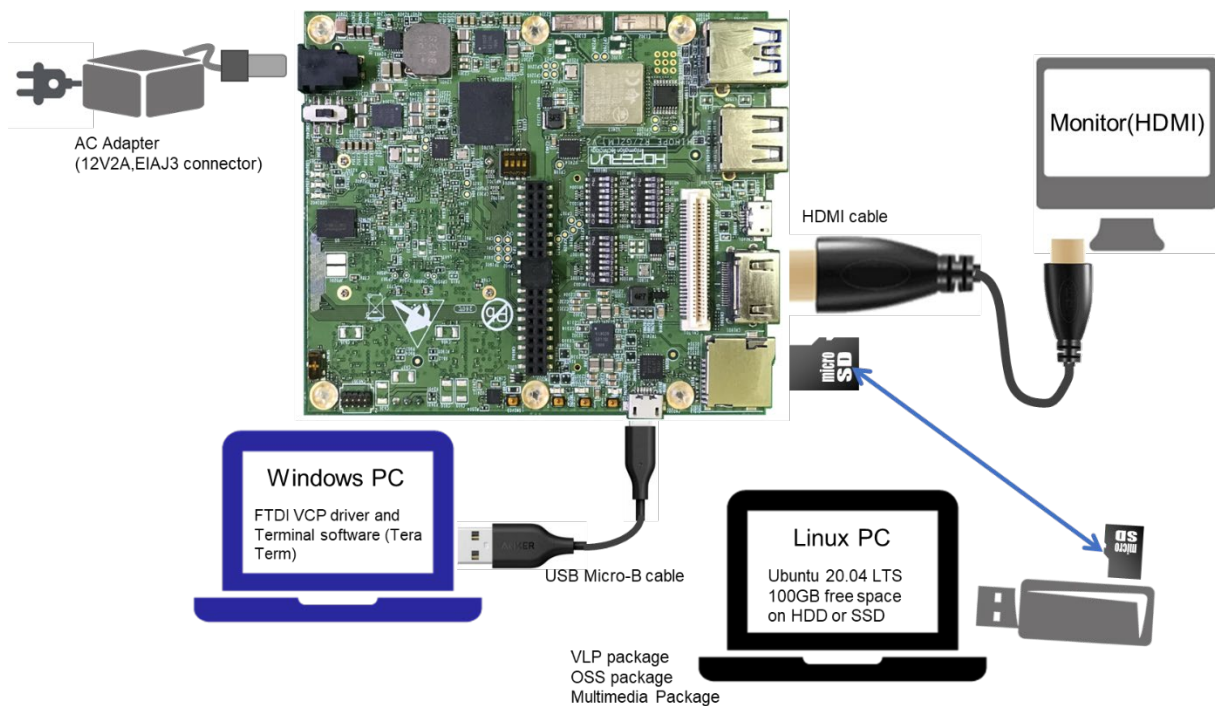 AC Adapter
(12V2A,EIAJ3 connector)
HOPERUN
Monitor(HDMI)
HDMI cable
micro
SD
Windows PC
FTDI VCP driver and
Terminal software (Tera
Term)
ANKER
USB Micro-B cable
Linux PC
Ubuntu 20.04 LTS
100GB free space
on HDD or SSD
micro
SD
VLP package
OSS package
Multimedia Package